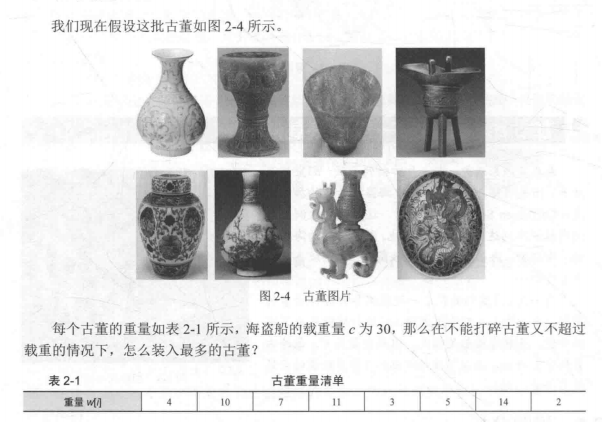 我们现在假设这批古董如图 2-4 所示。
图 2-4 古董图片
每个古董的重量如表 2-1 所示，海盗船的载重量 c 为 30，那么在不能打碎古董又不超过
载重的情况下，怎么装入最多的古董？
表 2-1 古董重量清单
重量 w[i] 4 10 7 11 3 5 14 2